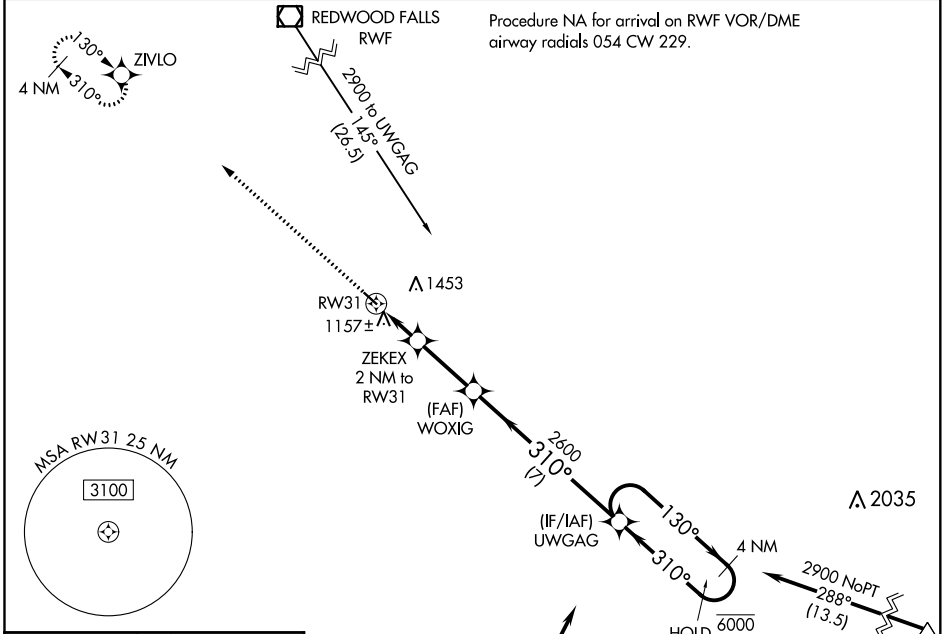 REDWOOD FALLS
RWF
Procedure NA for arrival on RWF VOR/DME
airway radials 054 CW 229.
130°
ZIVLO
4 NM
310°
2900 to UWGAG
145°
(26.5)
1453
RW31
1157±
ZEKEX
2 NM to
RW31
(FAF)
WOXIG
MSA RW31 25 NM
3100
2600
310°
(7)
2035
(IF/IAF)
UWGAG
130°
4 NM
310°
2900 NoPT
288°
(13.5)
HOLD 6000